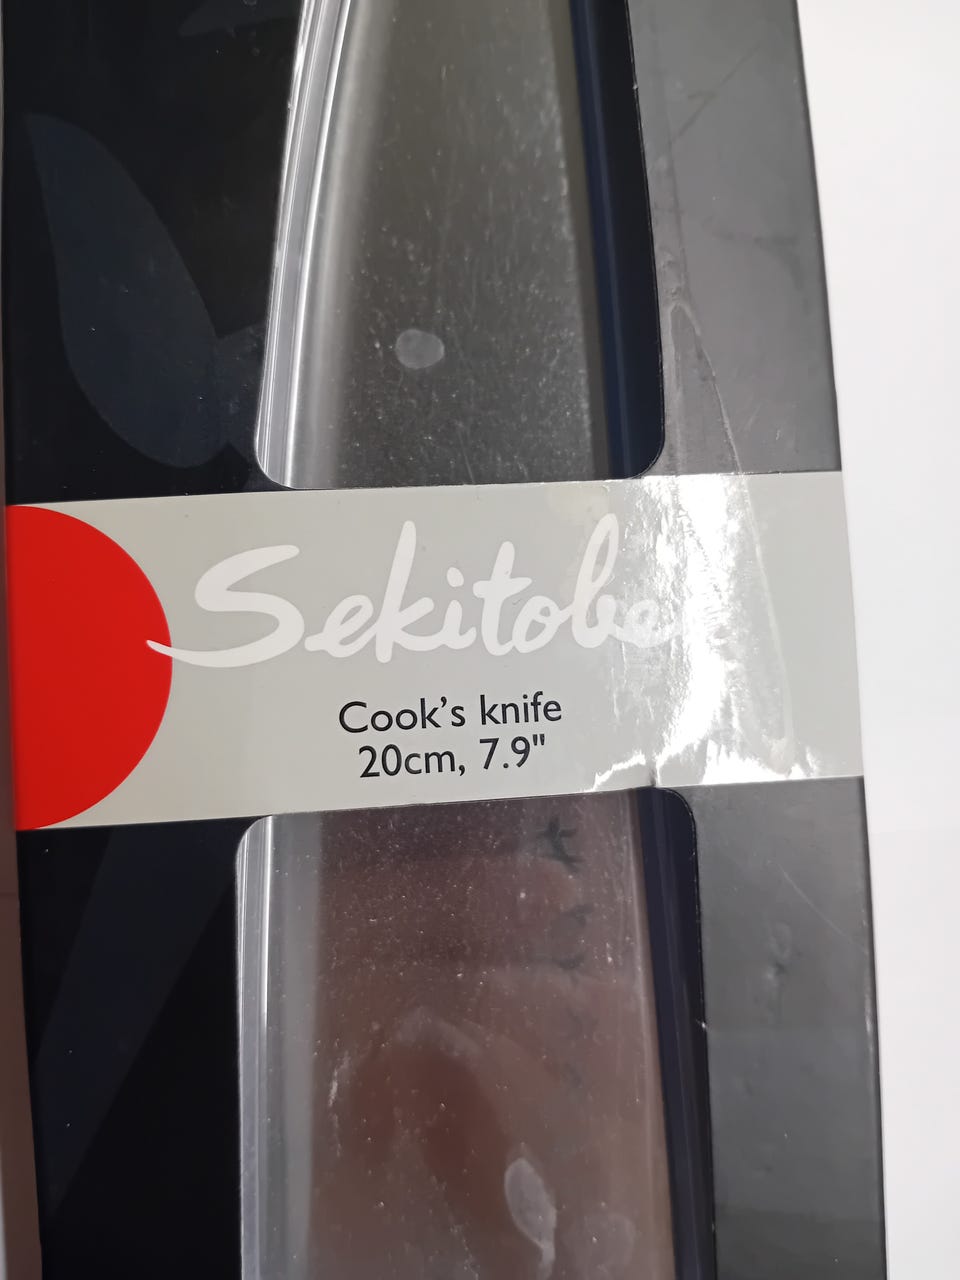 Sekitobe
Cook's knife
20cm, 7.9"